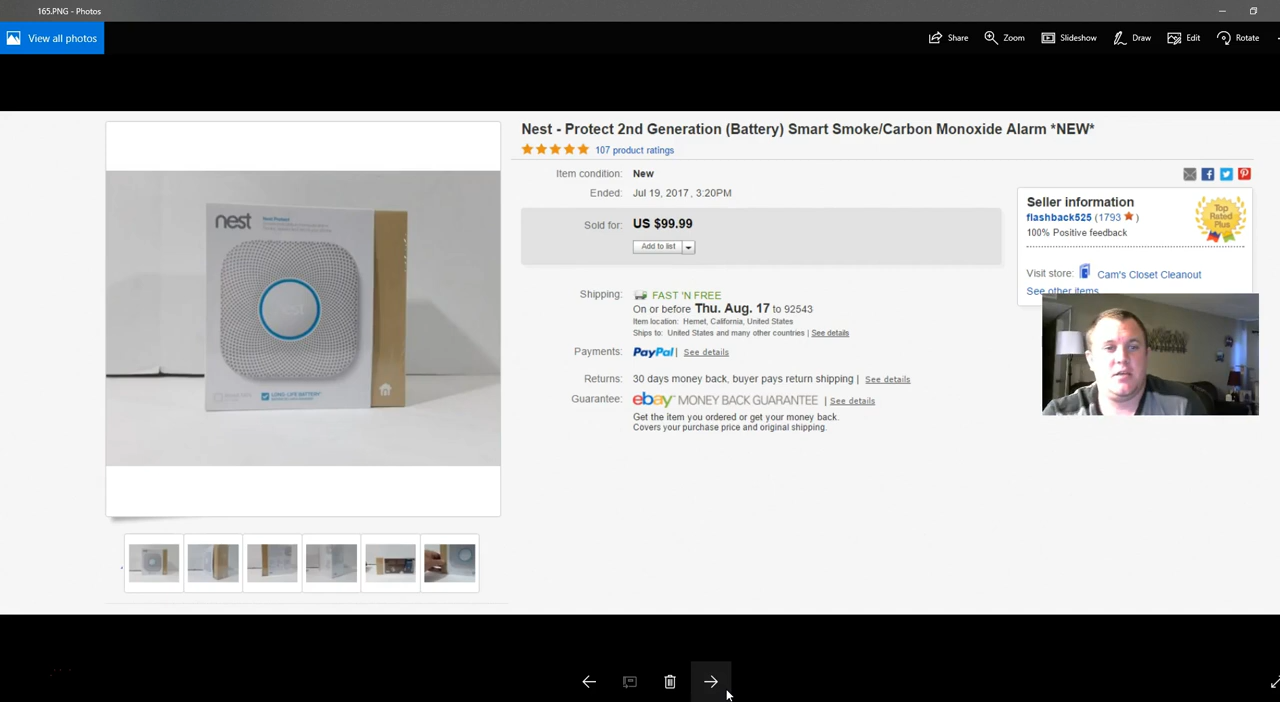 165.PNG - Photos
View all photos
Share
Zoom
Slideshow
Draw
Edit
Rotate
Nest - Protect 2nd Generation (Battery) Smart Smoke/Carbon Monoxide Alarm *NEW*
107 product ratings
Item condition: New
Ended: Jul 19, 2017 , 3:20PM
Sold for: US $99.99
Add to list
Shipping: FAST 'N FREE
On or before Thu. Aug. 17 to 92543
Item location: Hemet, California, United States
Ships to: United States and many other countries | See details
Payments: PayPal | See details
Returns: 30 days money back, buyer pays return shipping | See details
Guarantee: ebay MONEY BACK GUARANTEE | See details
Get the item you ordered or get your money back.
Covers your purchase price and original shipping.
Seller information
flashback525 (1793 )
100% Positive feedback
Top
Rated
Plus
Visit store: Cam's Closet Cleanout
See other items
nest
Nest Protect
LONG LIFE BATTERY